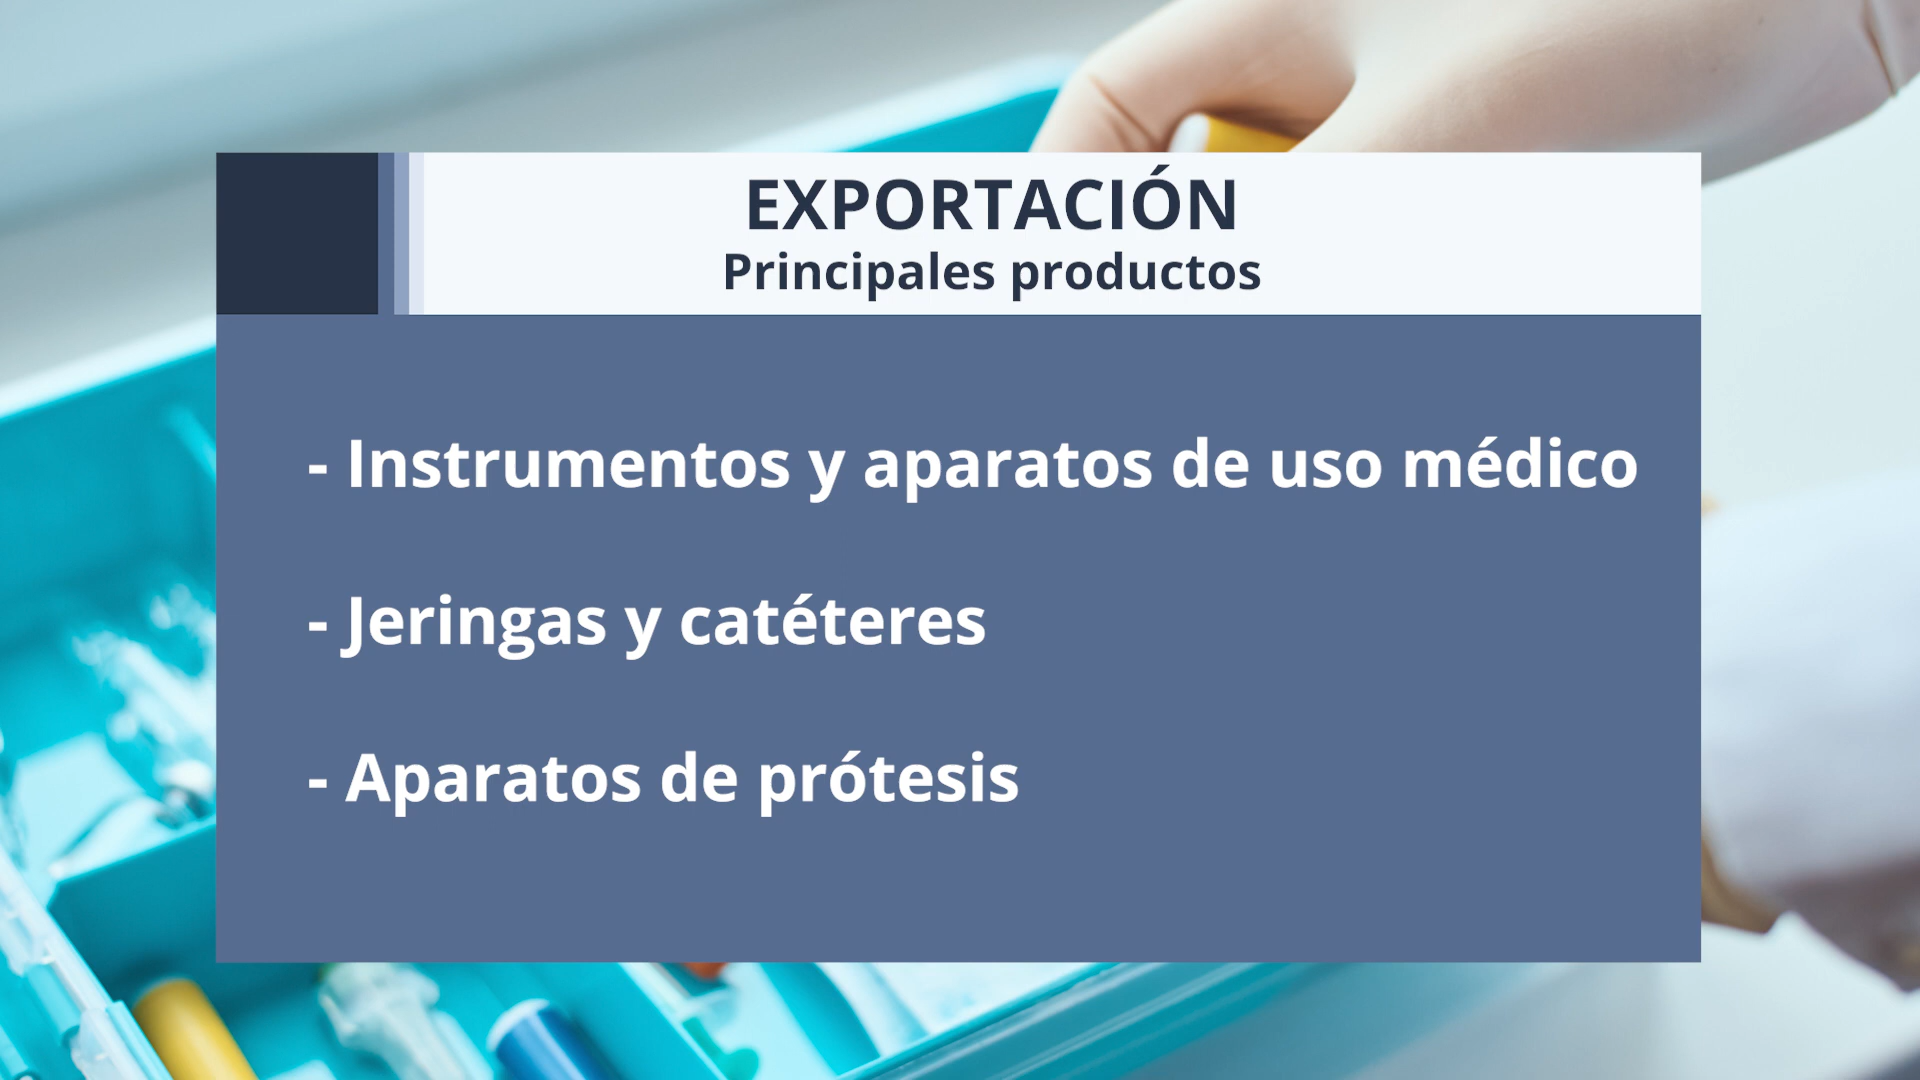 EXPORTACIÓN
Principales productos
- Instrumentos y aparatos de uso médico
- Jeringas y catéteres
- Aparatos de prótesis